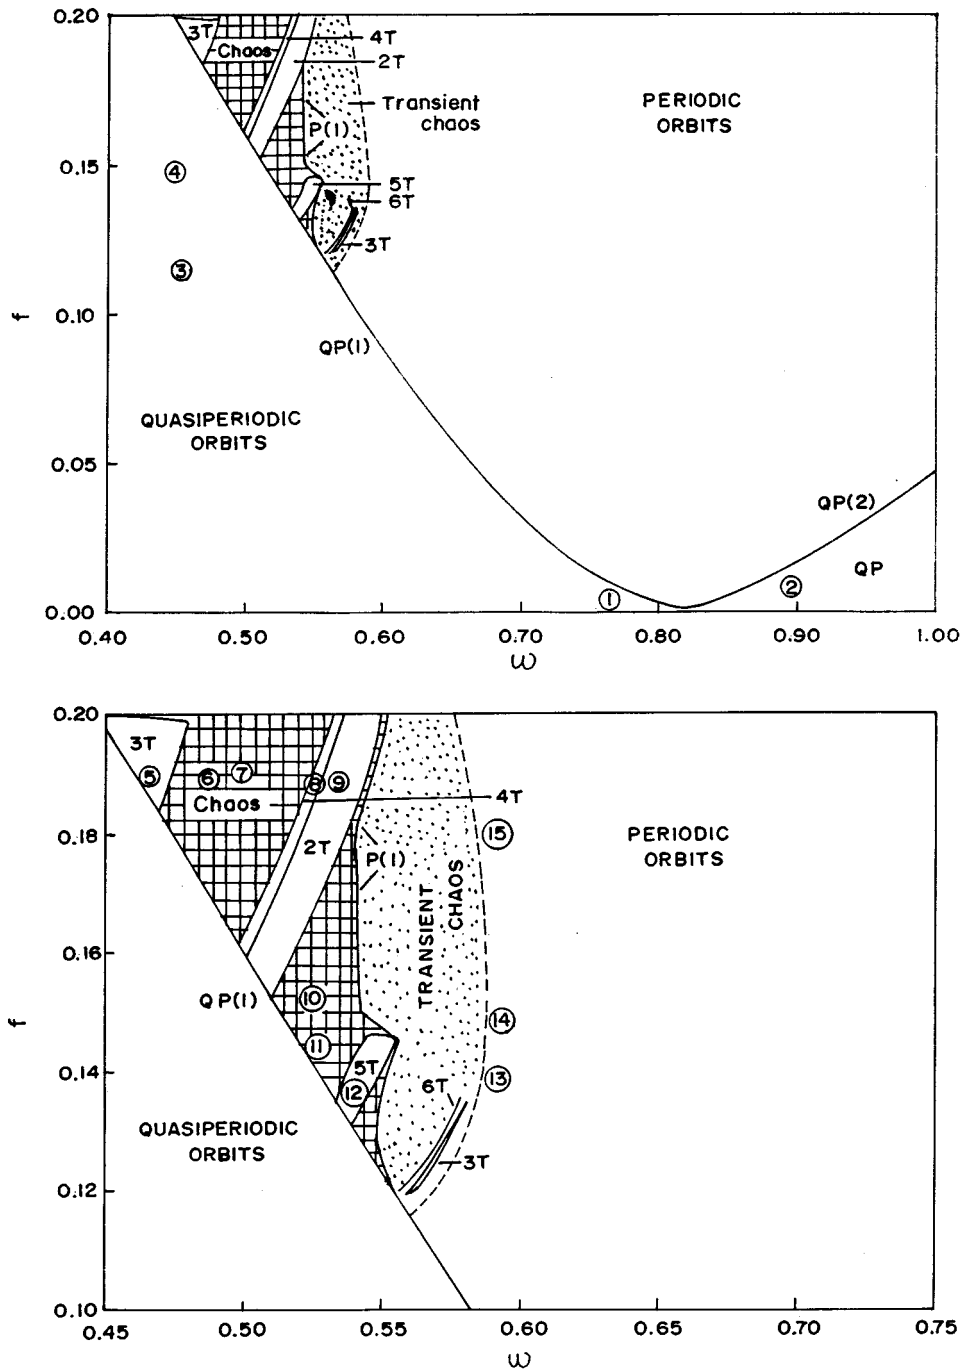 0.20
3T
Chaos
4T
2T
Transient
chaos
P(1)
PERIODIC
ORBITS
0.15
4
5T
6T
3T
3
0.10
f
QP(1)
QUASIPERIODIC
ORBITS
0.05
QP(2)
QP
1
2
0.00
0.40
0.50
0.60
0.70
0.80
0.90
1.00
ω
0.20
3T
5
6
7
8
9
Chaos
4T
0.18
2T
P(1)
15
TRANSIENT
CHAOS
PERIODIC
ORBITS
0.16
QP(1)
10
14
f
11
0.14
5T
12
6T
13
QUASIPERIODIC
ORBITS
3T
0.12
0.10
0.45
0.50
0.55
0.60
0.65
0.70
0.75
ω